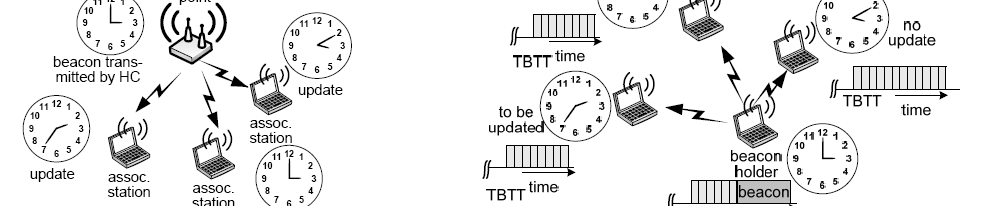 point
beacon trans-
mitted by HC
update
assoc.
station
update
assoc.
station
assoc.
station
TBTT time
no
update
TBTT
time
to be
updated
TBTT time
beacon
holder
beacon